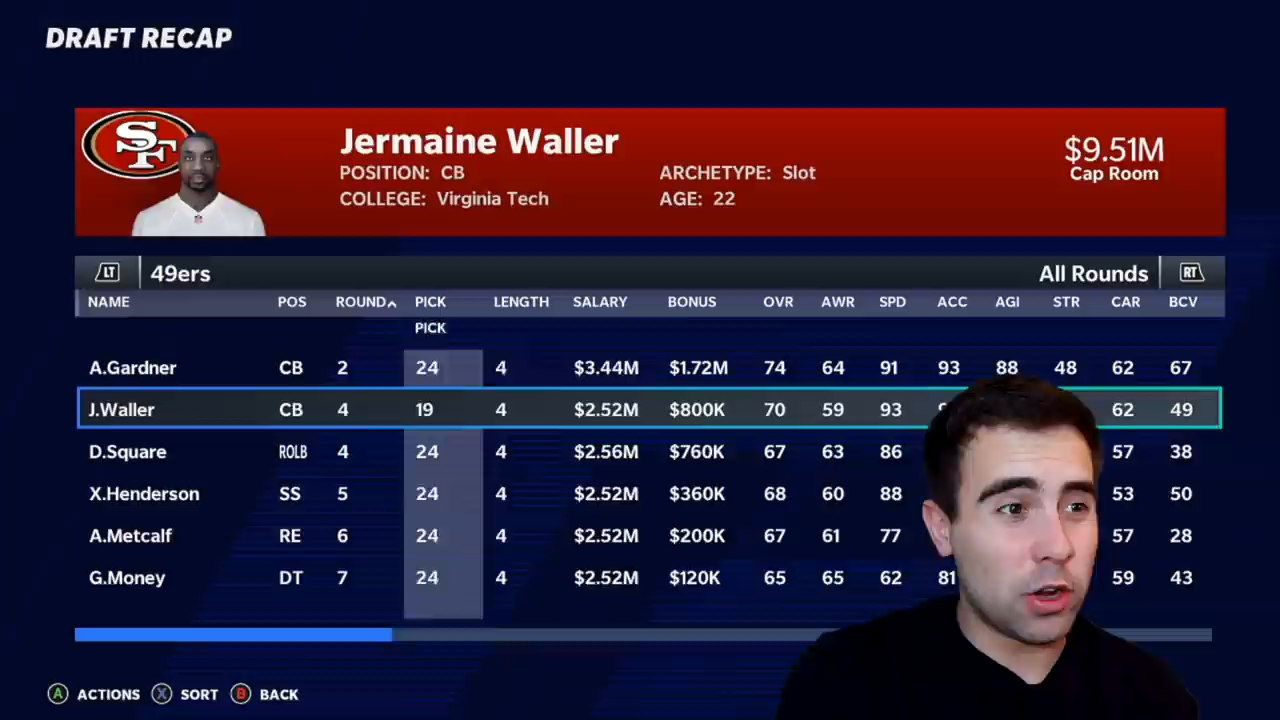 DRAFT RECAP
SF
Jermaine Waller
POSITION: CB ARCHETYPE: Slot
COLLEGE: Virginia Tech AGE: 22
$9.51M
Cap Room
LT 49ers All Rounds RT
NAME POS ROUND PICK LENGTH SALARY BONUS OVR AWR SPD ACC AGI STR CAR BCV
PICK
A.Gardner CB 2 24 4 $3.44M $1.72M 74 64 91 93 88 48 62 67
J.Waller CB 4 19 4 $2.52M $800K 70 59 93 62 49
D.Square ROLB 4 24 4 $2.56M $760K 67 63 86 57 38
X.Henderson SS 5 24 4 $2.52M $360K 68 60 88 53 50
A.Metcalf RE 6 24 4 $2.52M $200K 67 61 77 57 28
G.Money DT 7 24 4 $2.52M $120K 65 65 62 81 59 43
A ACTIONS X SORT B BACK